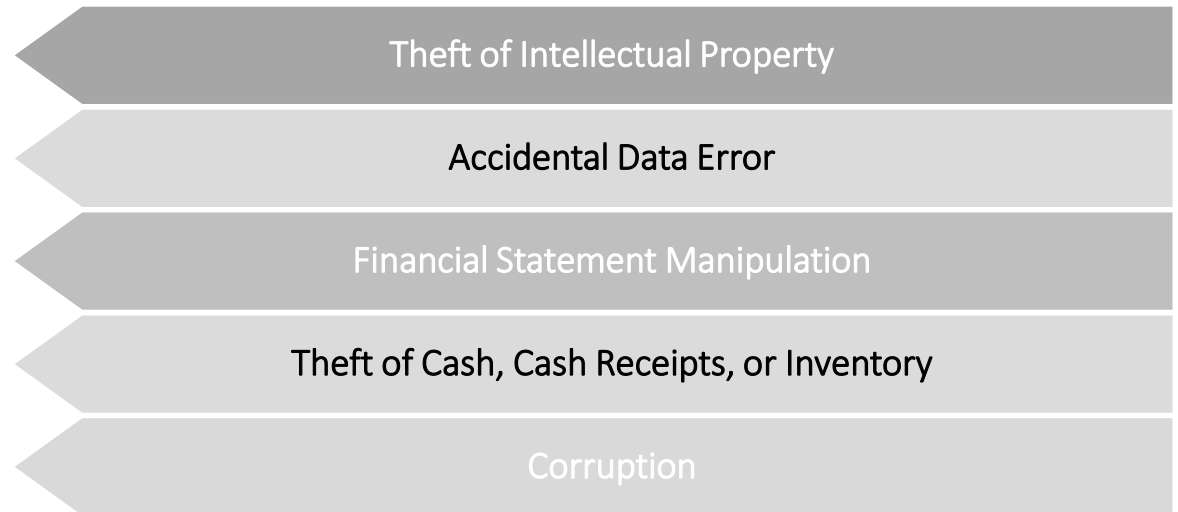 Theft of Intellectual Property
Accidental Data Error
Financial Statement Manipulation
Theft of Cash, Cash Receipts, or Inventory
Corruption